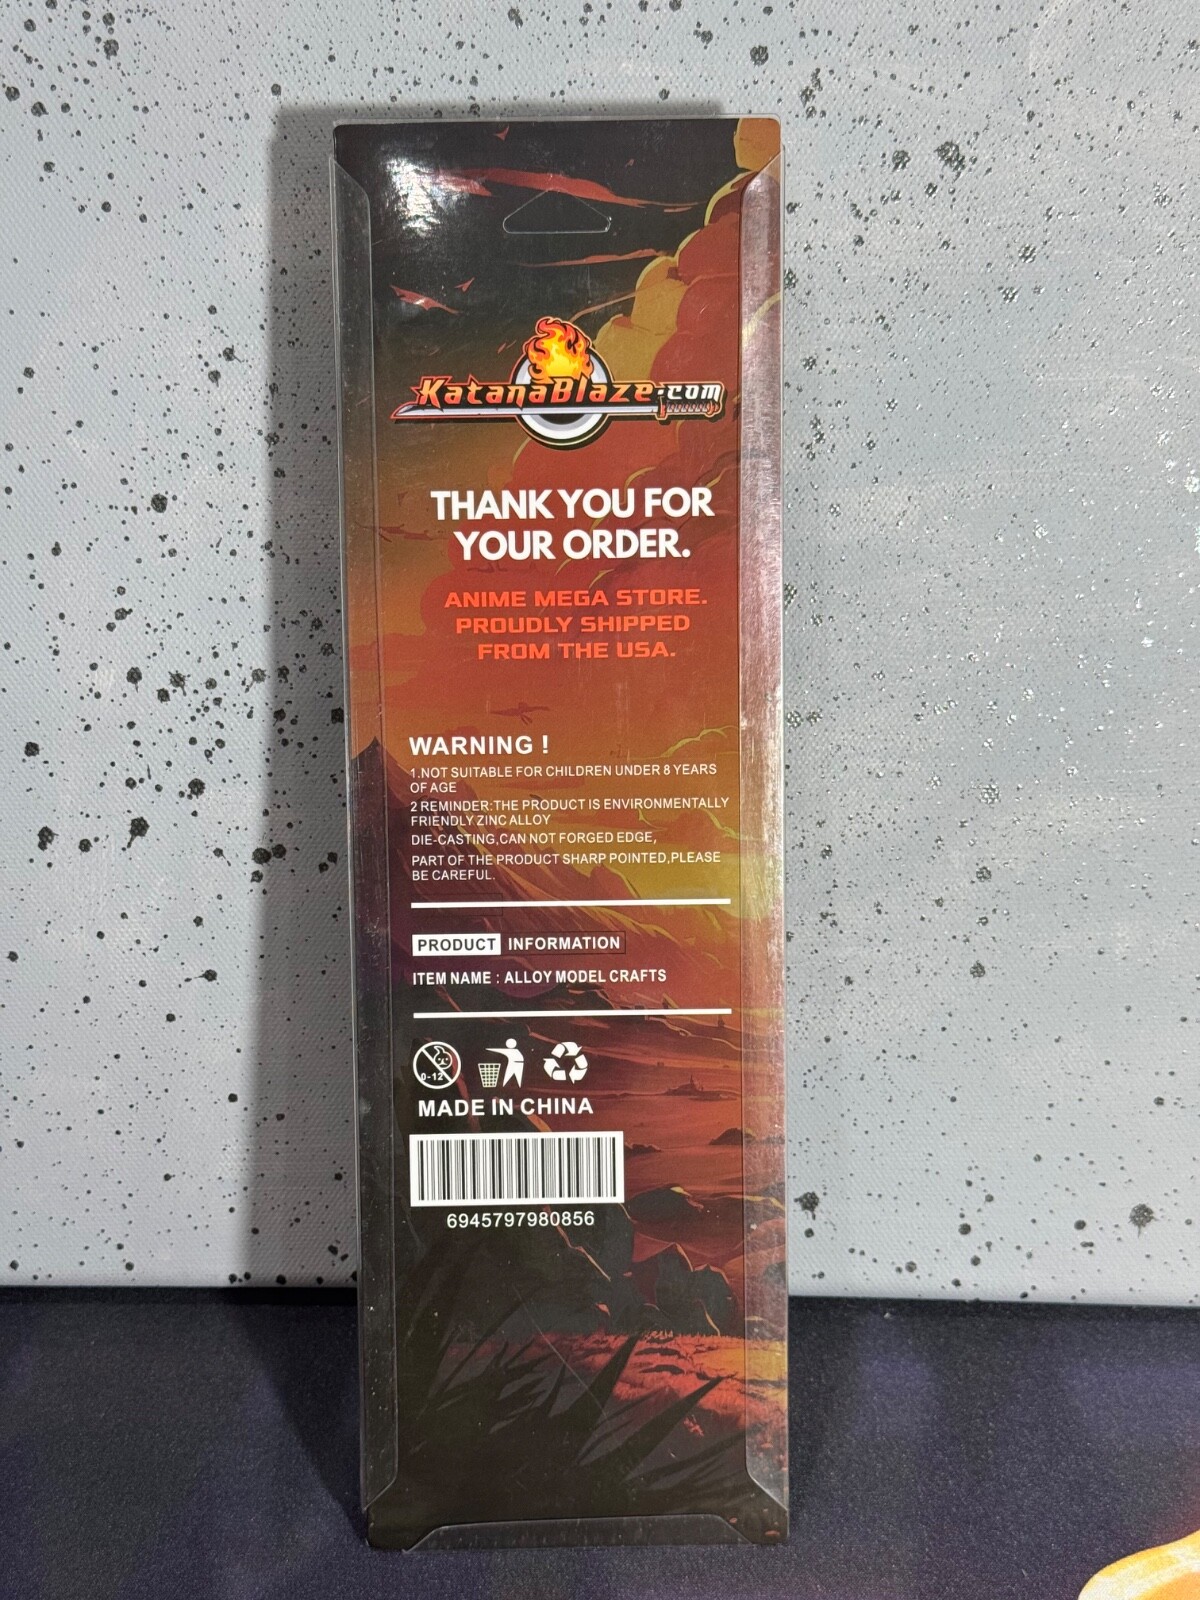 KatanaBlaze.com
THANK YOU FOR
YOUR ORDER.
ANIME MEGA STORE.
PROUDLY SHIPPED
FROM THE USA.
WARNING !
1.NOT SUITABLE FOR CHILDREN UNDER 8 YEARS
OF AGE
2 REMINDER:THE PRODUCT IS ENVIRONMENTALLY
FRIENDLY ZINC ALLOY
DIE-CASTING,CAN NOT FORGED EDGE,
PART OF THE PRODUCT SHARP POINTED,PLEASE
BE CAREFUL.
PRODUCT INFORMATION
ITEM NAME : ALLOY MODEL CRAFTS
0-12
MADE IN CHINA
6945797980856